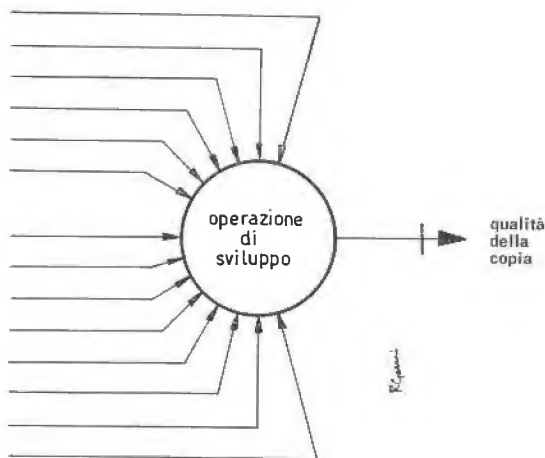 operazione
di
sviluppo
qualità
della
copia